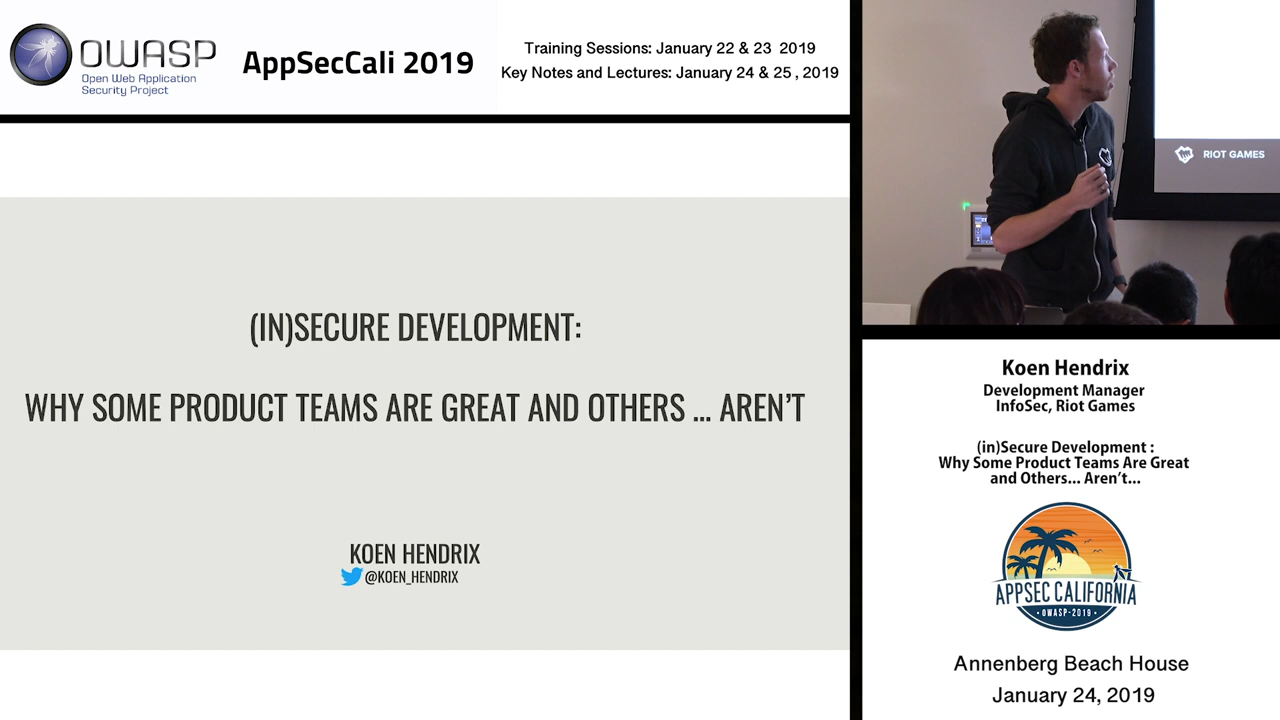 OWASP
Open Web Application
Security Project
AppSecCali 2019
Training Sessions: January 22 & 23 2019
Key Notes and Lectures: January 24 & 25 , 2019
(IN)SECURE DEVELOPMENT:
WHY SOME PRODUCT TEAMS ARE GREAT AND OTHERS ... AREN'T
KOEN HENDRIX
@KOEN_HENDRIX
RIOT GAMES
Koen Hendrix
Development Manager
InfoSec, Riot Games
(in)Secure Development :
Why Some Product Teams Are Great
and Others... Aren't...
APPSEC CALIFORNIA
• OWASP-2019 •
Annenberg Beach House
January 24, 2019